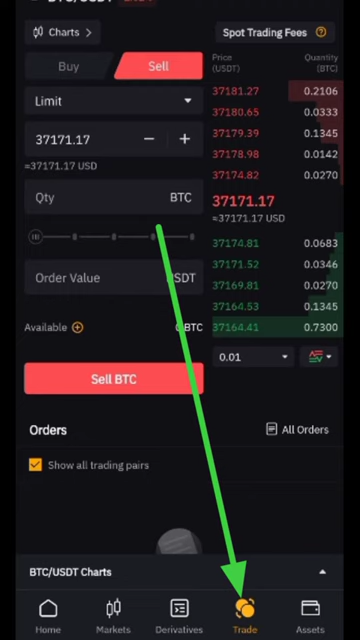 Charts
Spot Trading Fees
Buy
Sell
Limit
37171.17
≈37171.17 USD
Qty
BTC
Order Value
USDT
Available
0 BTC
Sell BTC
Price
(USDT)
Quantity
(BTC)
37181.27 0.2106
37180.65 0.0333
37179.39 0.1345
37178.98 0.0142
37174.82 0.0270
37171.17
≈37171.17 USD
37174.81 0.0683
37171.52 0.0346
37169.81 0.0270
37164.53 0.1345
37164.41 0.7300
0.01
Orders
All Orders
Show all trading pairs
BTC/USDT Charts
Home
Markets
Derivatives
Trade
Assets